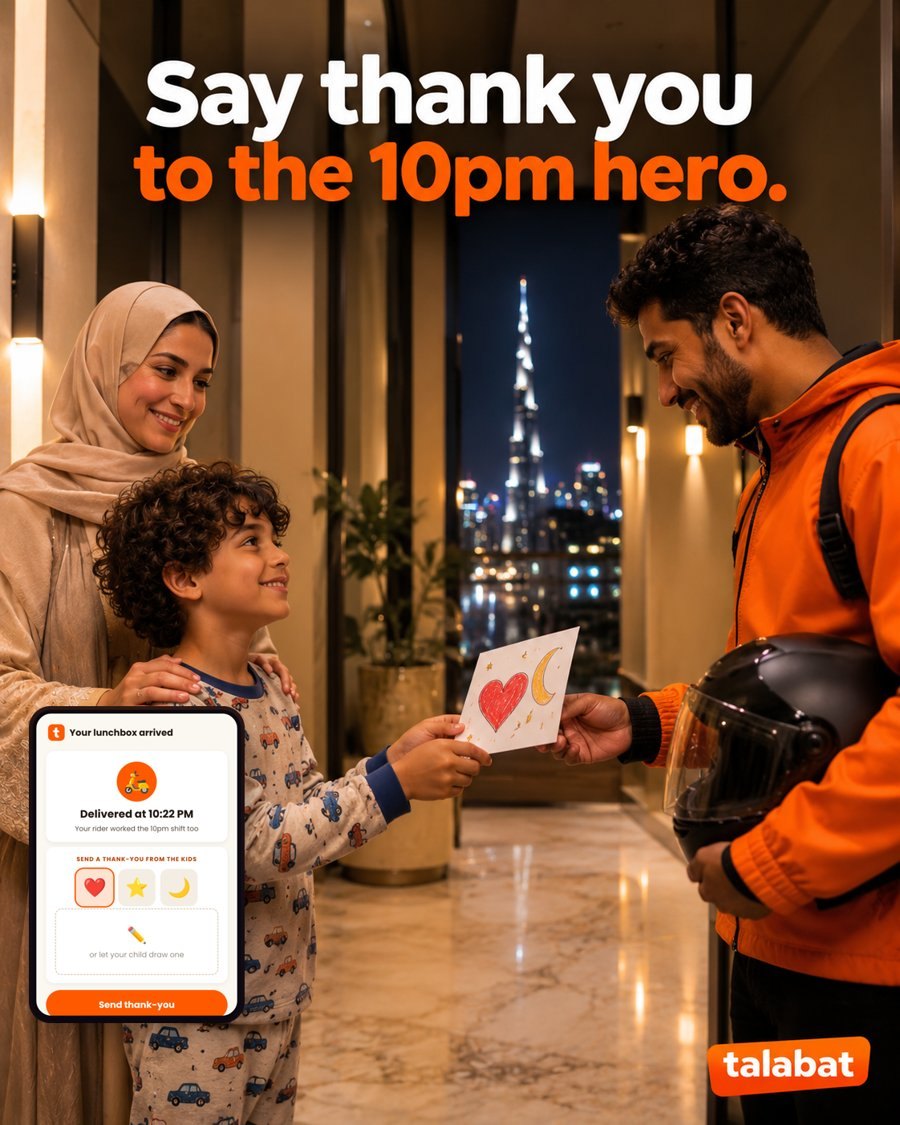 Say thank you
to the 10pm hero.
t Your lunchbox arrived
Delivered at 10:22 PM
Your rider worked the 10pm shift too
SEND A THANK-YOU FROM THE KIDS
or let your child draw one
Send thank-you
talabat